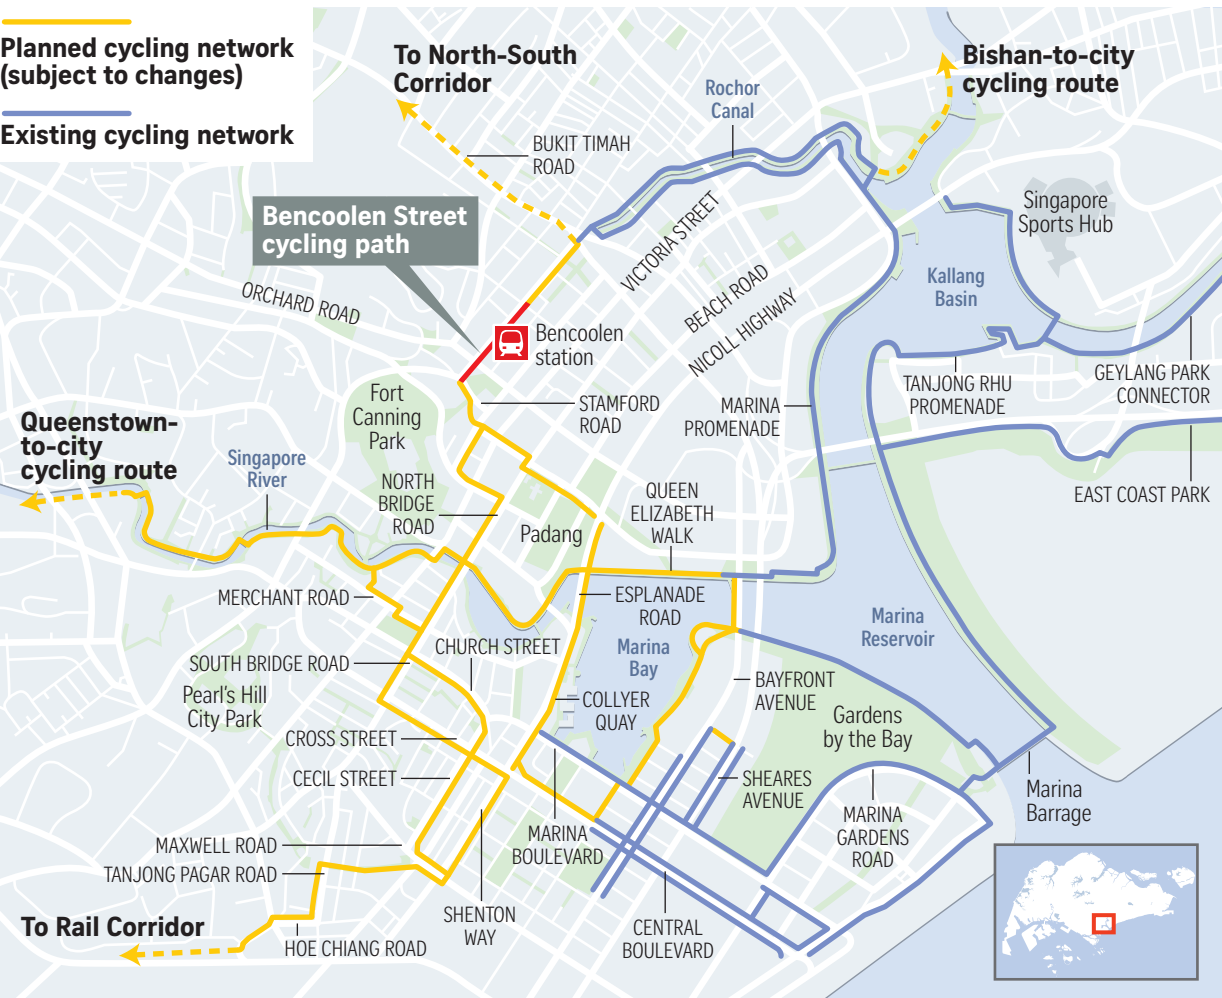 Planned cycling network
(subject to changes)
Existing cycling network
To North-South
Corridor
Bishan-to-city
cycling route
Rochor
Canal
BUKIT TIMAH
ROAD
Bencoolen Street
cycling path
Singapore
Sports Hub
VICTORIA STREET
BEACH ROAD
NICOLL HIGHWAY
Kallang
Basin
ORCHARD ROAD
Bencoolen
station
Fort
Canning
Park
STAMFORD
ROAD
MARINA
PROMENADE
TANJONG RHU
PROMENADE
GEYLANG PARK
CONNECTOR
Queenstown-
to-city
cycling route
Singapore
River
NORTH
BRIDGE
ROAD
Padang
QUEEN
ELIZABETH
WALK
EAST COAST PARK
MERCHANT ROAD
ESPLANADE
ROAD
Marina
Bay
Marina
Reservoir
CHURCH STREET
SOUTH BRIDGE ROAD
Pearl's Hill
City Park
COLLYER
QUAY
BAYFRONT
AVENUE
Gardens
by the Bay
CROSS STREET
CECIL STREET
SHEARES
AVENUE
Marina
Barrage
MARINA
BOULEVARD
MARINA
GARDENS
ROAD
MAXWELL ROAD
TANJONG PAGAR ROAD
To Rail Corridor
HOE CHIANG ROAD
SHENTON
WAY
CENTRAL
BOULEVARD